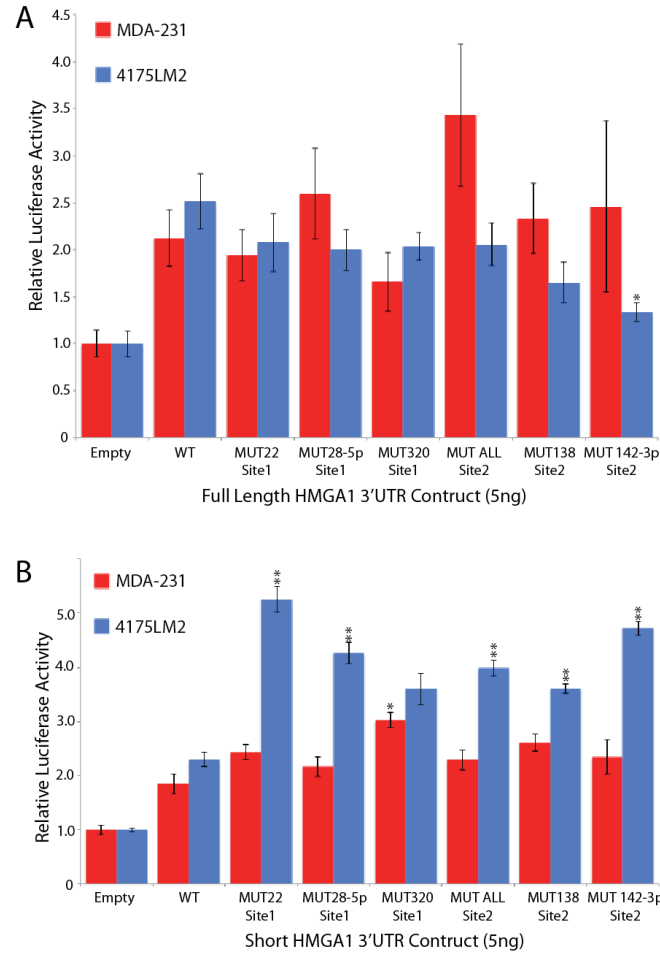 A
MDA-231
4175LM2
Relative Luciferase Activity
4.5
4.0
3.5
3.0
2.5
2.0
1.5
1.0
0.5
0
*
Empty WT MUT22 MUT28-5p MUT320 MUT ALL MUT138 MUT 142-3p
Site1 Site1 Site1 Site2 Site2 Site2
Full Length HMGA1 3'UTR Contruct (5ng)
B
MDA-231
4175LM2
Relative Luciferase Activity
5.0
4.0
3.0
2.0
1.0
0
**
**
*
**
**
**
Empty WT MUT22 MUT28-5p MUT320 MUT ALL MUT138 MUT 142-3p
Site1 Site1 Site1 Site2 Site2 Site2
Short HMGA1 3'UTR Contruct (5ng)